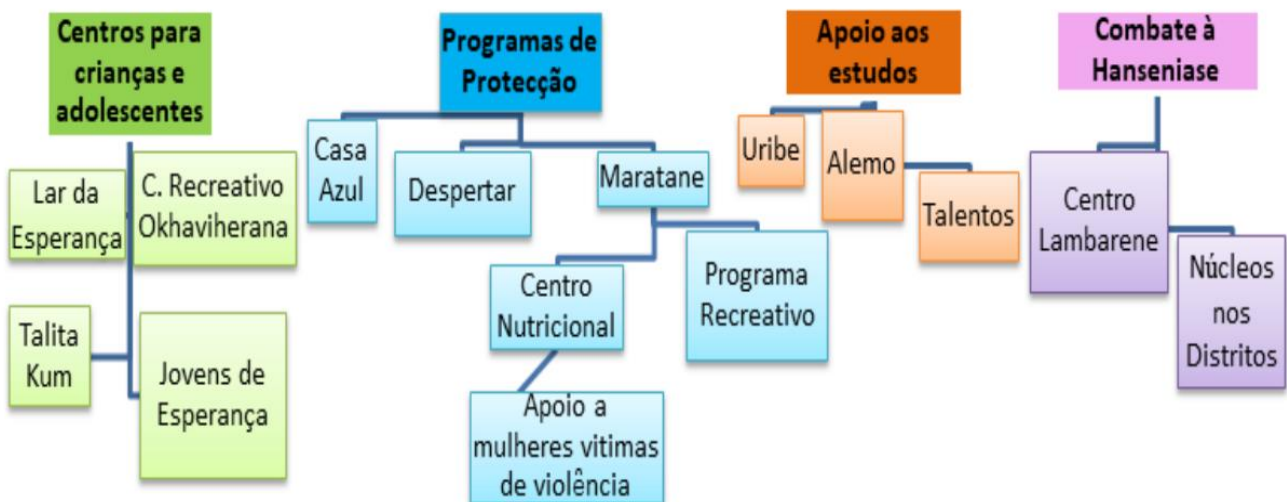 Centros para
crianças e
adolescentes
Lar da
Esperança
C. Recreativo
Okhaviherana
Talita
Kum
Jovens de
Esperança
Programas de
Protecção
Casa
Azul
Despertar
Maratane
Centro
Nutricional
Programa
Recreativo
Apoio a
mulheres vitimas
de violência
Apoio aos
estudos
Uribe
Alemo
Talentos
Combate à
Hanseniase
Centro
Lambarene
Núcleos
nos
Distritos